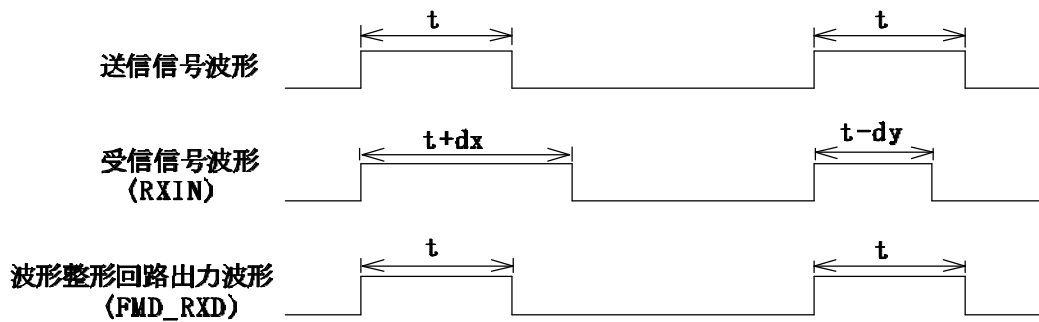 t t
送信信号波形
t+dx t-dy
受信信号波形
(RXIN)
t t
波形整形回路出力波形
(FMD_RXD)